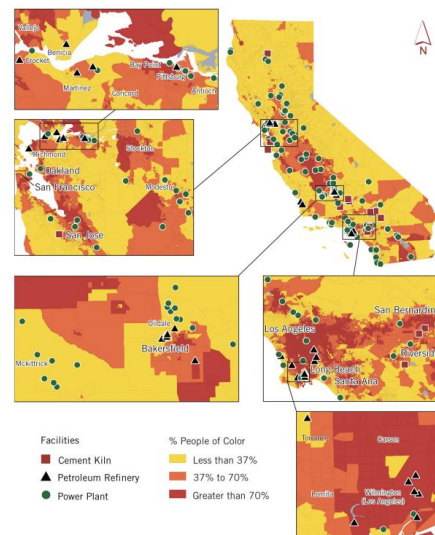 Vallejo
Benicia
Crocket
Bay Point
Pittsburg
Martinez
Antioch
Concord
N
Richmond
Stockton
Oakland
San Francisco
Modesto
San Jose
Oildale
Bakersfield
Mckittrick
San Bernardino
Los Angeles
Riverside
Long Beach
Santa Ana
Torrance
Carson
Lomita
Wilmington
(Los Angeles)
Facilities
Cement Kiln
Petroleum Refinery
Power Plant
% People of Color
Less than 37%
37% to 70%
Greater than 70%